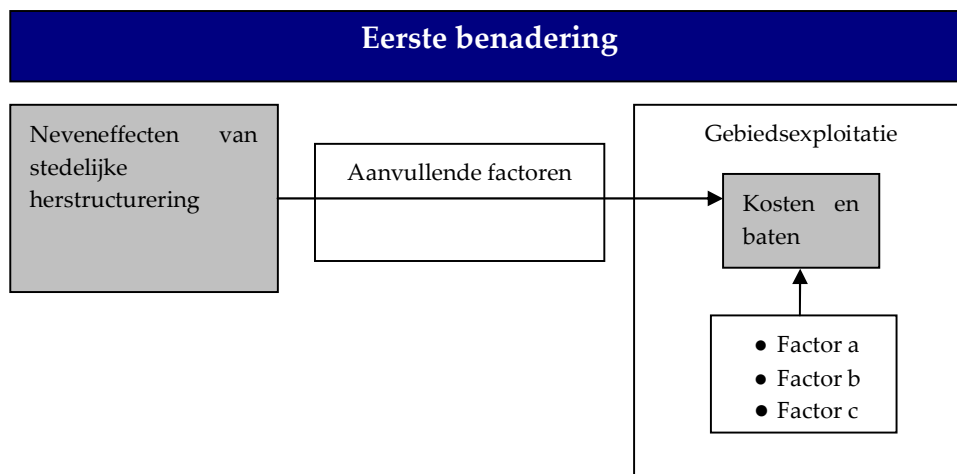 Eerste benadering
Neveneffecten van
stedelijke
herstructurering
Aanvullende factoren
Gebiedsexploitatie
Kosten en
baten
● Factor a
● Factor b
● Factor c